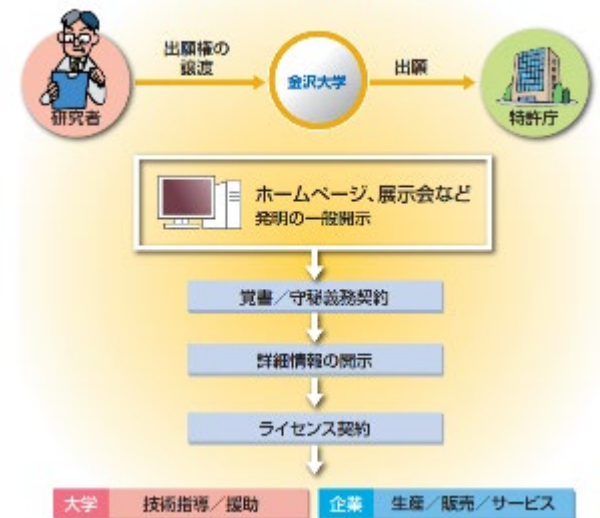 出願権の
譲渡
金沢大学
出願
研究者
特許庁
ホームページ、展示会など
発明の一般開示
覚書／守秘義務契約
詳細情報の開示
ライセンス契約
大学 技術指導／援助
企業 生産／販売／サービス